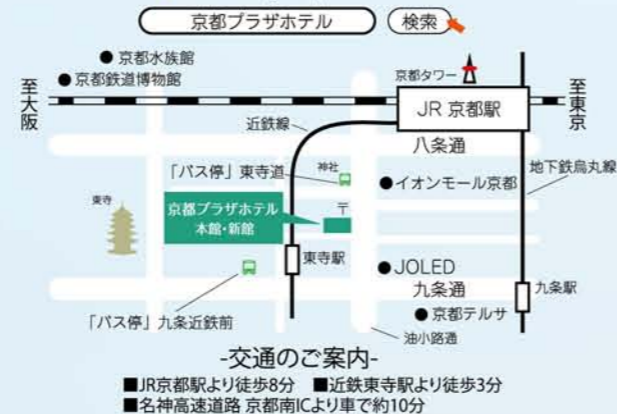 京都プラザホテル 検索
京都水族館
京都鉄道博物館
京都タワー
至大阪
至東京
JR 京都駅
近鉄線
八条通
「バス停」東寺道
神社
地下鉄烏丸線
イオンモール京都
東寺
京都プラザホテル
本館・新館
〒
東寺駅
JOLED
九条通
九条駅
京都テルサ
「バス停」九条近鉄前
油小路通
-交通のご案内-
■JR京都駅より徒歩8分 ■近鉄東寺駅より徒歩3分
■名神高速道路 京都南ICより車で約10分